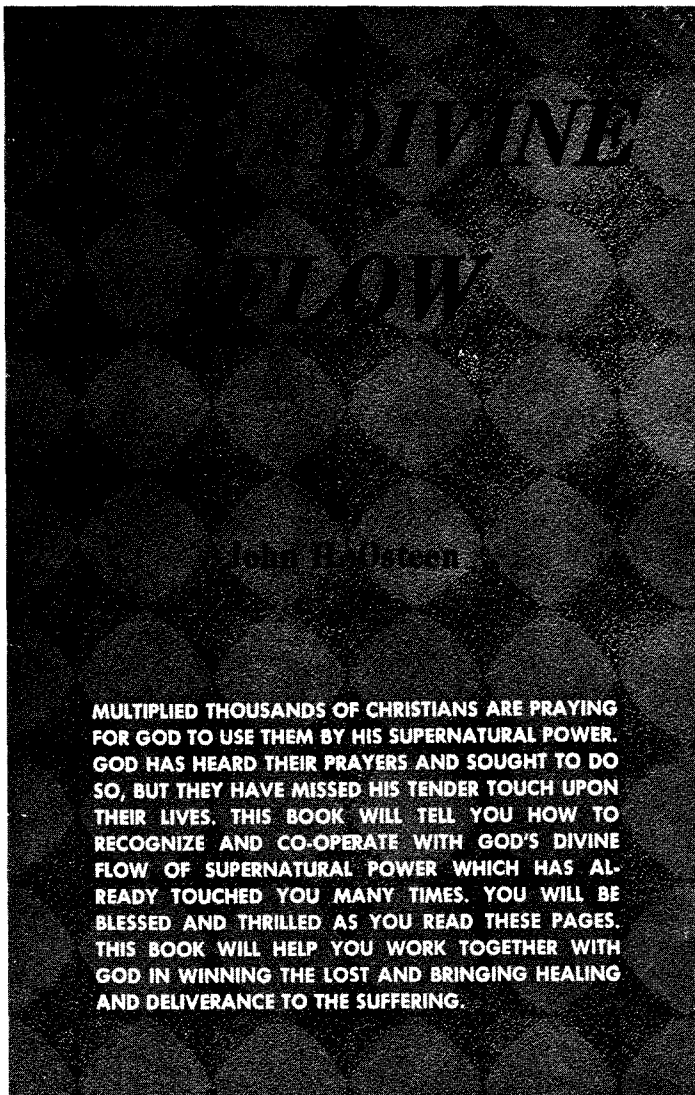 DIVINE
FLOW
John H. Osteen
MULTIPLIED THOUSANDS OF CHRISTIANS ARE PRAYING
FOR GOD TO USE THEM BY HIS SUPERNATURAL POWER.
GOD HAS HEARD THEIR PRAYERS AND SOUGHT TO DO
SO, BUT THEY HAVE MISSED HIS TENDER TOUCH UPON
THEIR LIVES. THIS BOOK WILL TELL YOU HOW TO
RECOGNIZE AND CO-OPERATE WITH GOD'S DIVINE
FLOW OF SUPERNATURAL POWER WHICH HAS AL-
READY TOUCHED YOU MANY TIMES. YOU WILL BE
BLESSED AND THRILLED AS YOU READ THESE PAGES.
THIS BOOK WILL HELP YOU WORK TOGETHER WITH
GOD IN WINNING THE LOST AND BRINGING HEALING
AND DELIVERANCE TO THE SUFFERING.